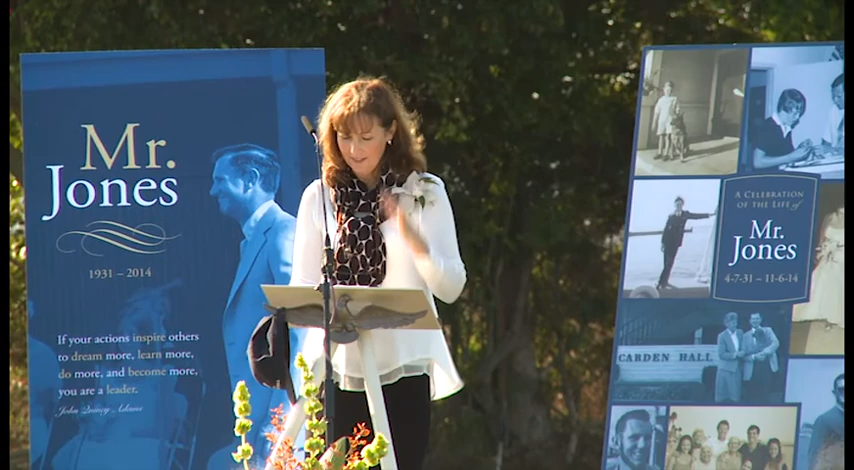 Mr.
Jones
1931 – 2014
If your actions inspire others
to dream more, learn more,
do more, and become more,
you are a leader.
John Quincy Adams
A CELEBRATION
OF THE LIFE of
Mr.
Jones
4-7-31 – 11-6-14
CARDEN HALL